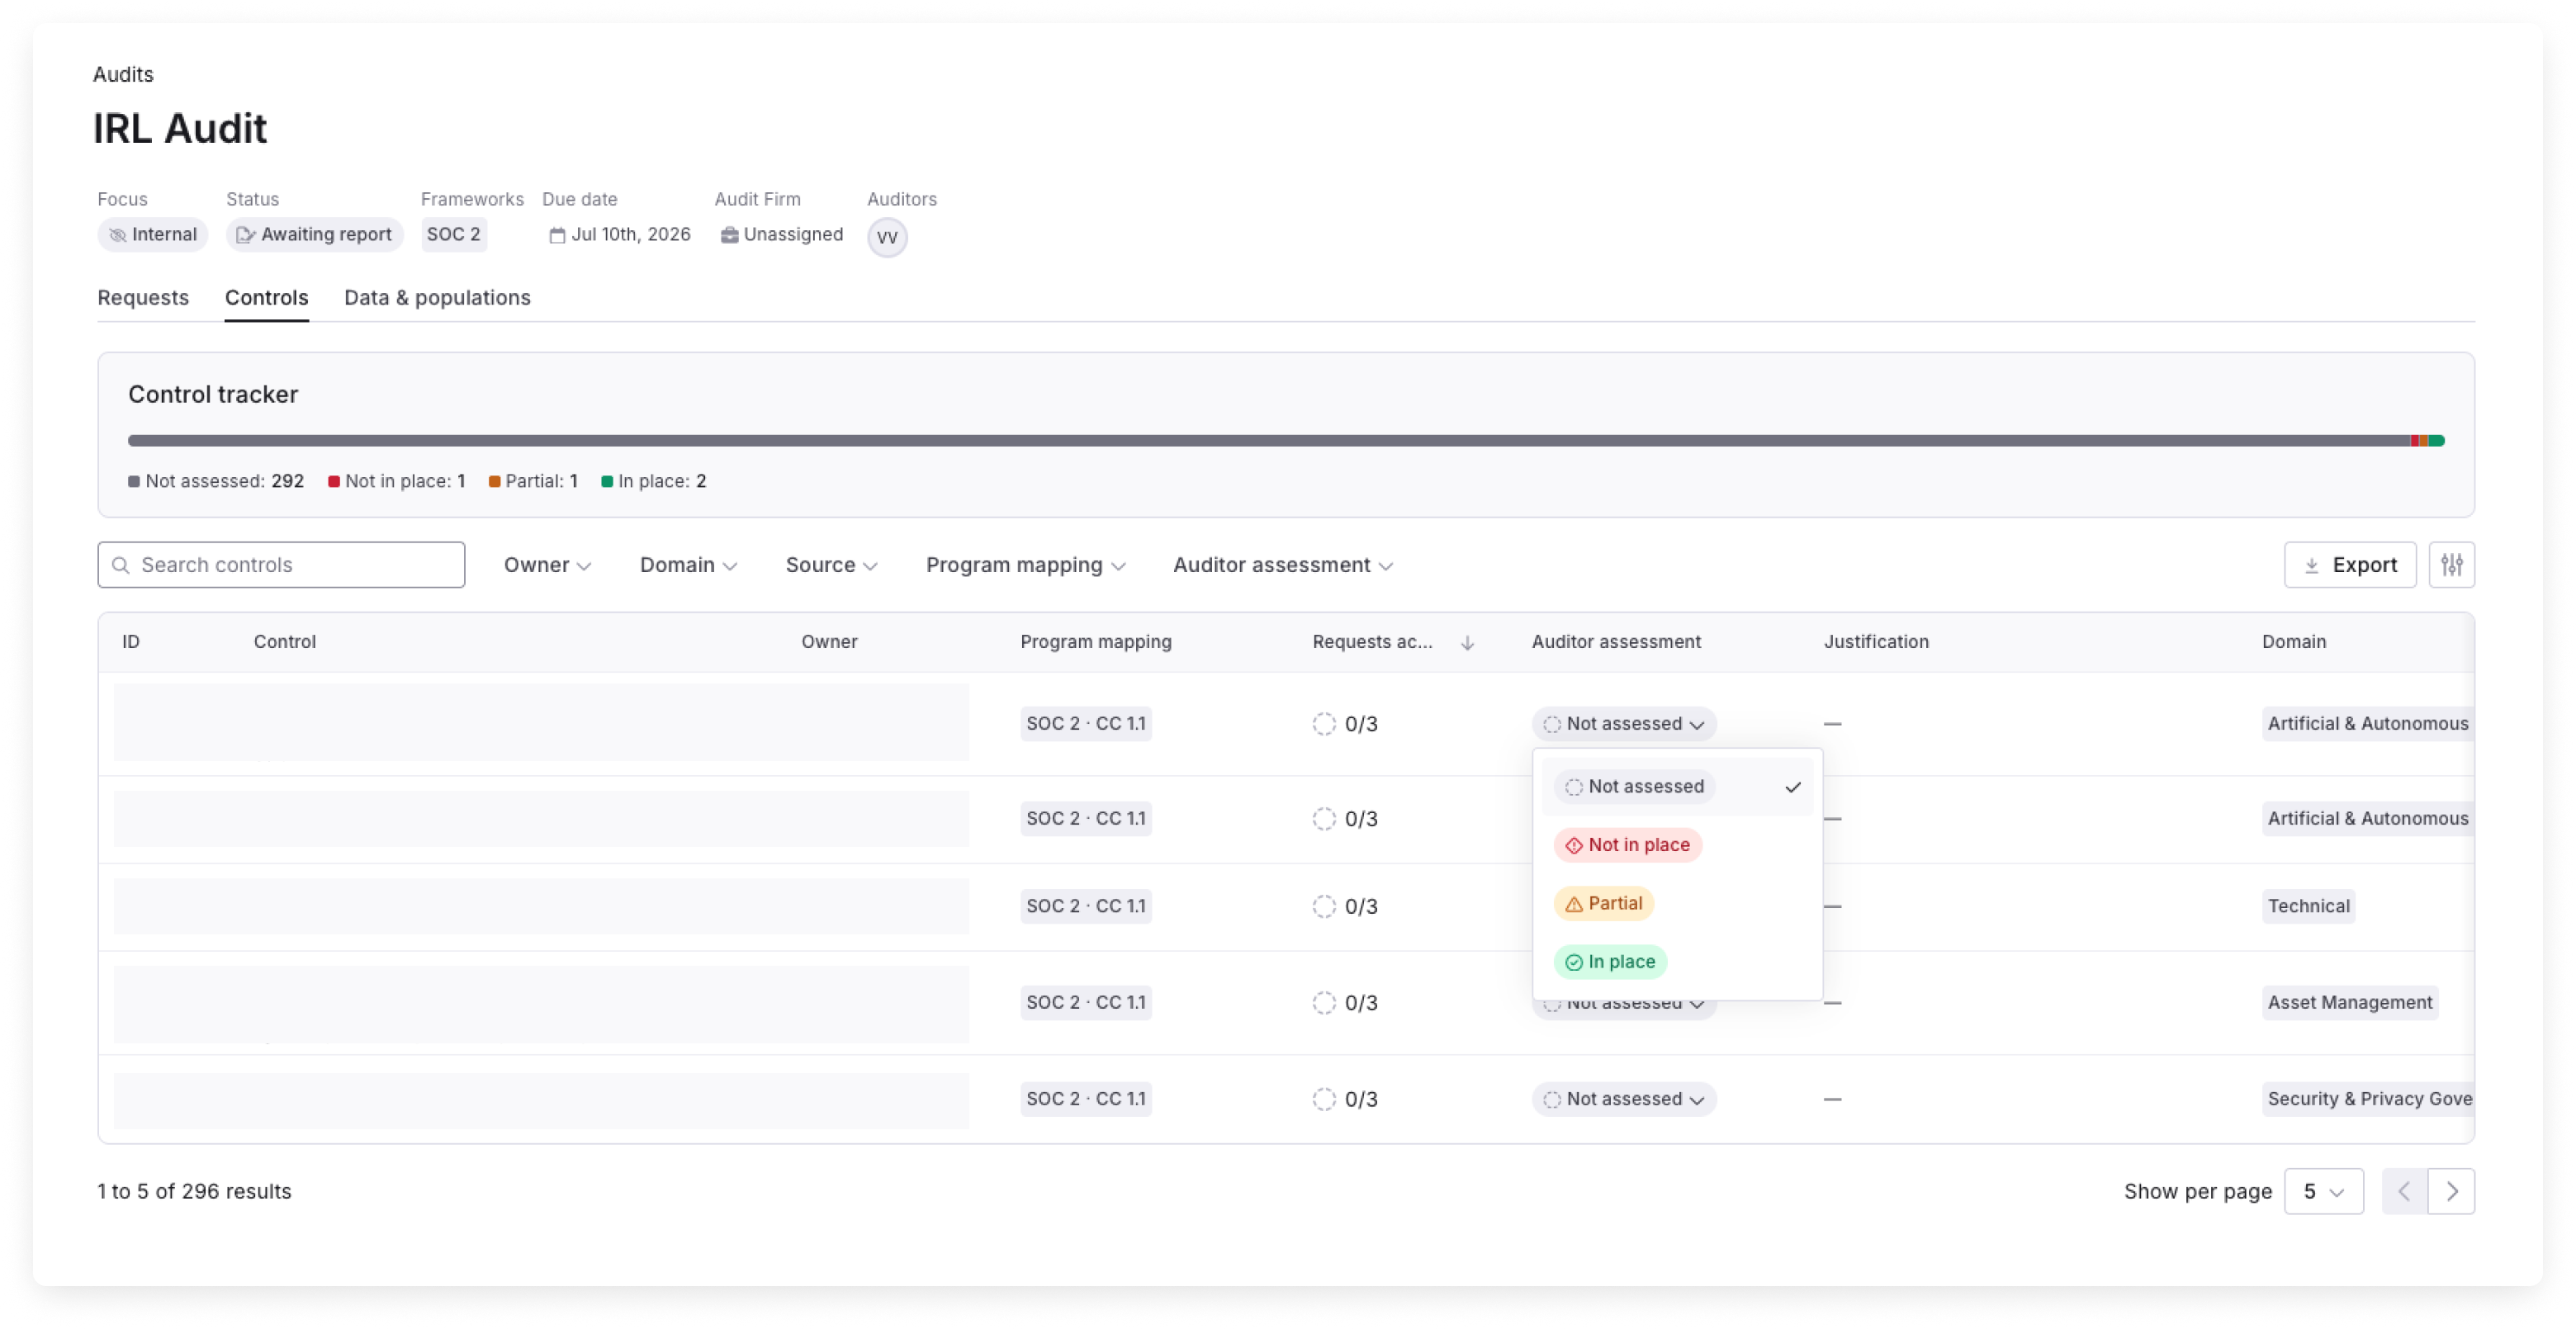 Audits
IRL Audit
Focus Status Frameworks Due date Audit Firm Auditors
Internal Awaiting report SOC 2 Jul 10th, 2026 Unassigned VV
Requests Controls Data & populations
Control tracker
Not assessed: 292 Not in place: 1 Partial: 1 In place: 2
Search controls Owner Domain Source Program mapping Auditor assessment Export
ID Control Owner Program mapping Requests ac... Auditor assessment Justification Domain
SOC 2 · CC 1.1 0/3 Not assessed — Artificial & Autonomous
Not assessed
SOC 2 · CC 1.1 0/3 — Artificial & Autonomous
Not in place
SOC 2 · CC 1.1 0/3 Partial — Technical
In place
SOC 2 · CC 1.1 0/3 Not assessed — Asset Management
SOC 2 · CC 1.1 0/3 Not assessed — Security & Privacy Gove
1 to 5 of 296 results Show per page 5